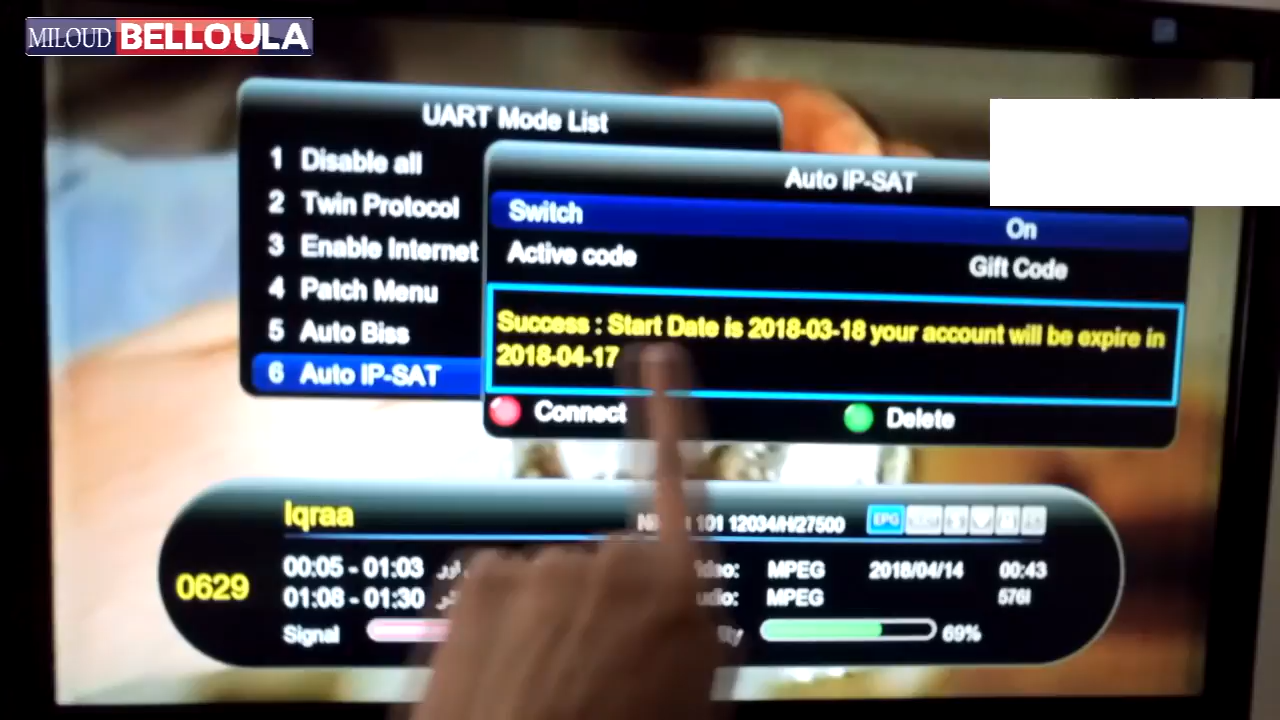 MILOUD BELLOULA
UART Mode List
1 Disable all
2 Twin Protocol
3 Enable Internet
4 Patch Menu
5 Auto Biss
6 Auto IP-SAT
Auto IP-SAT
Switch On
Active code Gift Code
Success : Start Date is 2018-03-18 your account will be expire in
2018-04-17
Connect Delete
Iqraa
101 12034/H/27500 EPG
0629
00:05 - 01:03 MPEG 2018/04/14 00:43
01:08 - 01:30 MPEG 576I
Signal 69%